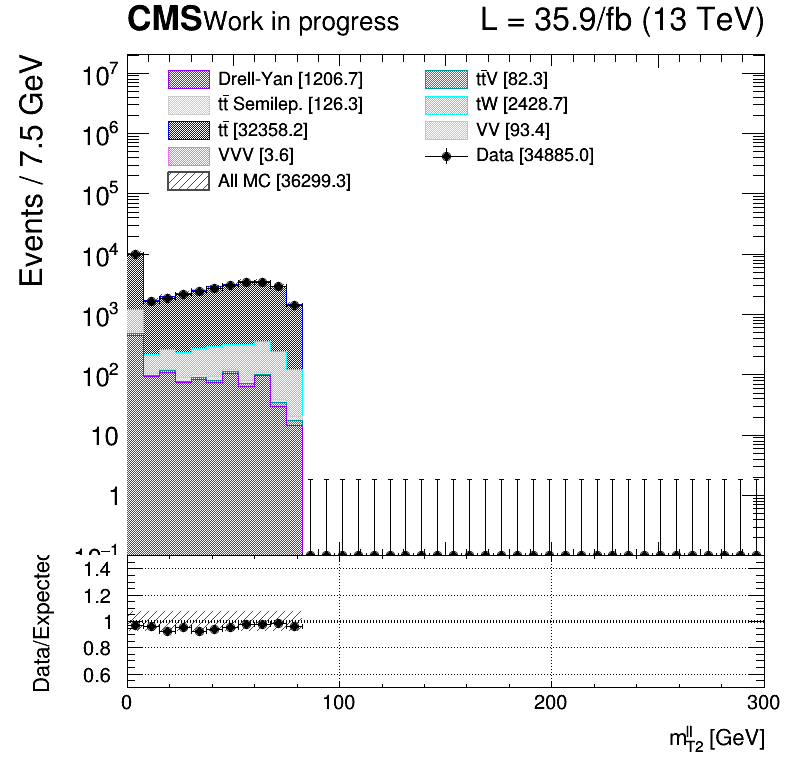 CMS Work in progress L = 35.9/fb (13 TeV)
Events / 7.5 GeV
Drell-Yan [1206.7]
tt̄ Semilep. [126.3]
tt̄ [32358.2]
VVV [3.6]
All MC [36299.3]
tt̄V [82.3]
tW [2428.7]
VV [93.4]
Data [34885.0]
10⁷
10⁶
10⁵
10⁴
10³
10²
10
1
10⁻¹
Data/Expected
1.4
1.2
1
0.8
0.6
0 100 200 300
m^{ll}_{T2} [GeV]